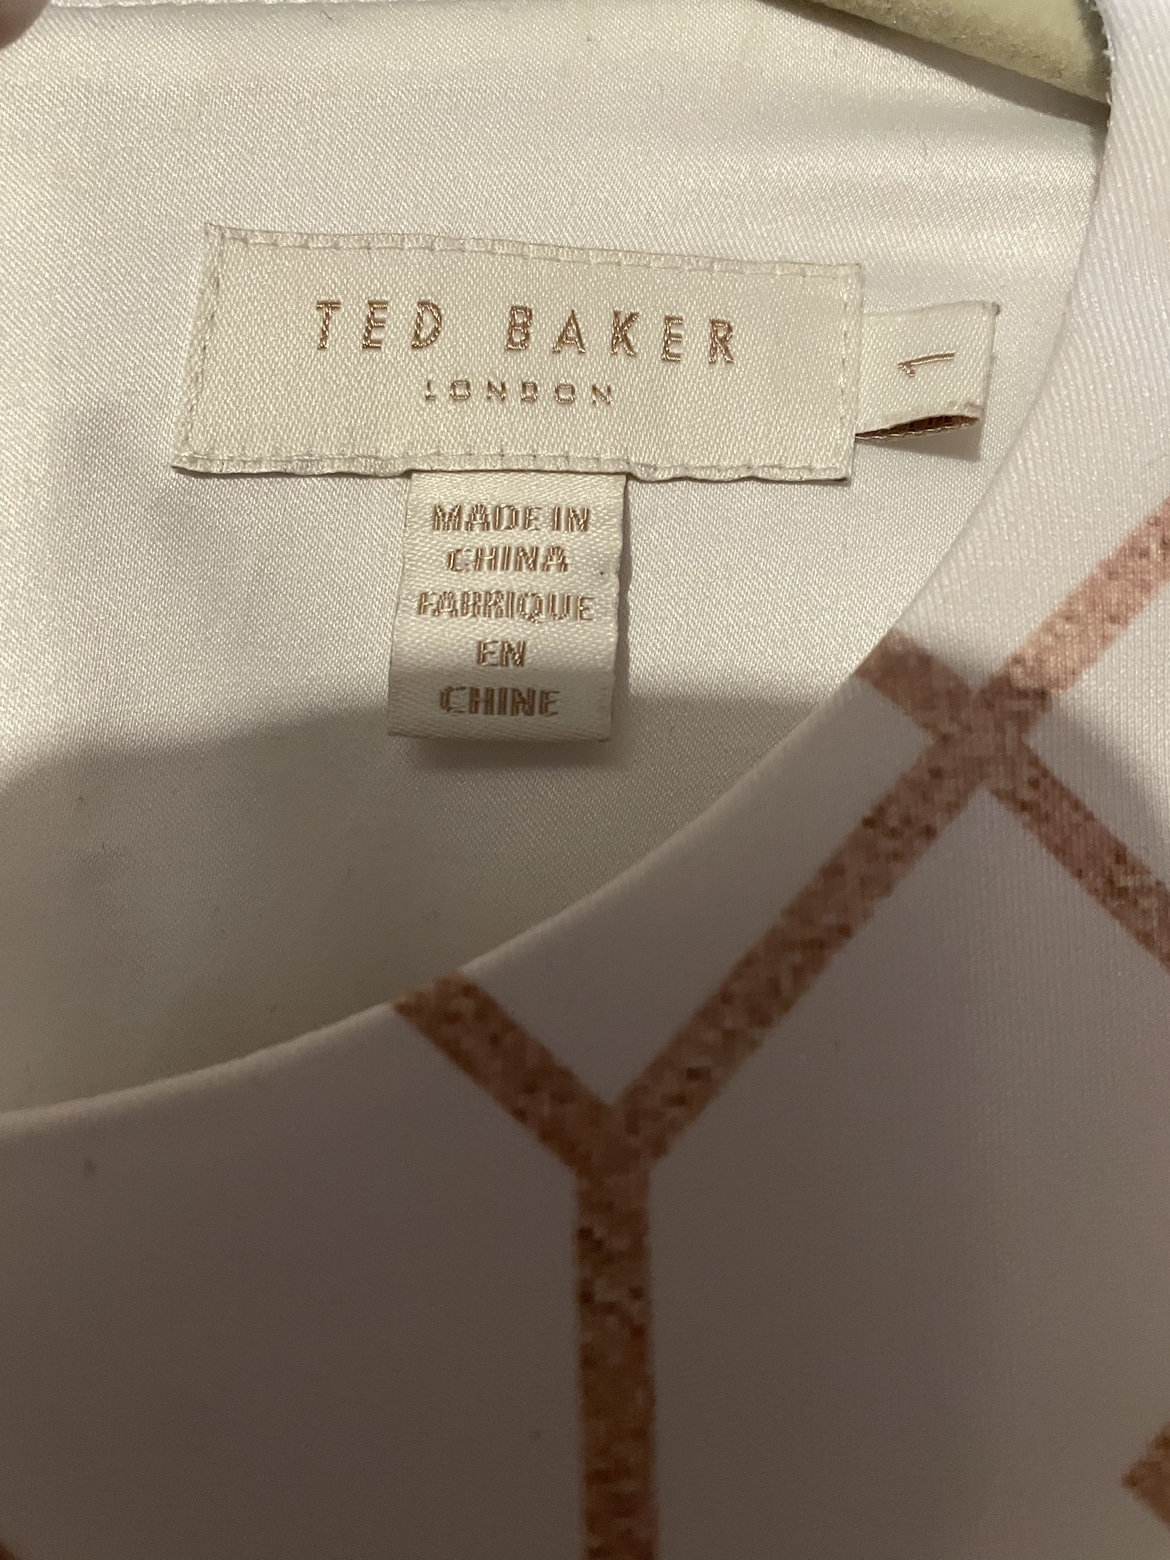 TED BAKER
LONDON
1
MADE IN
CHINA
FABRIQUE
EN
CHINE